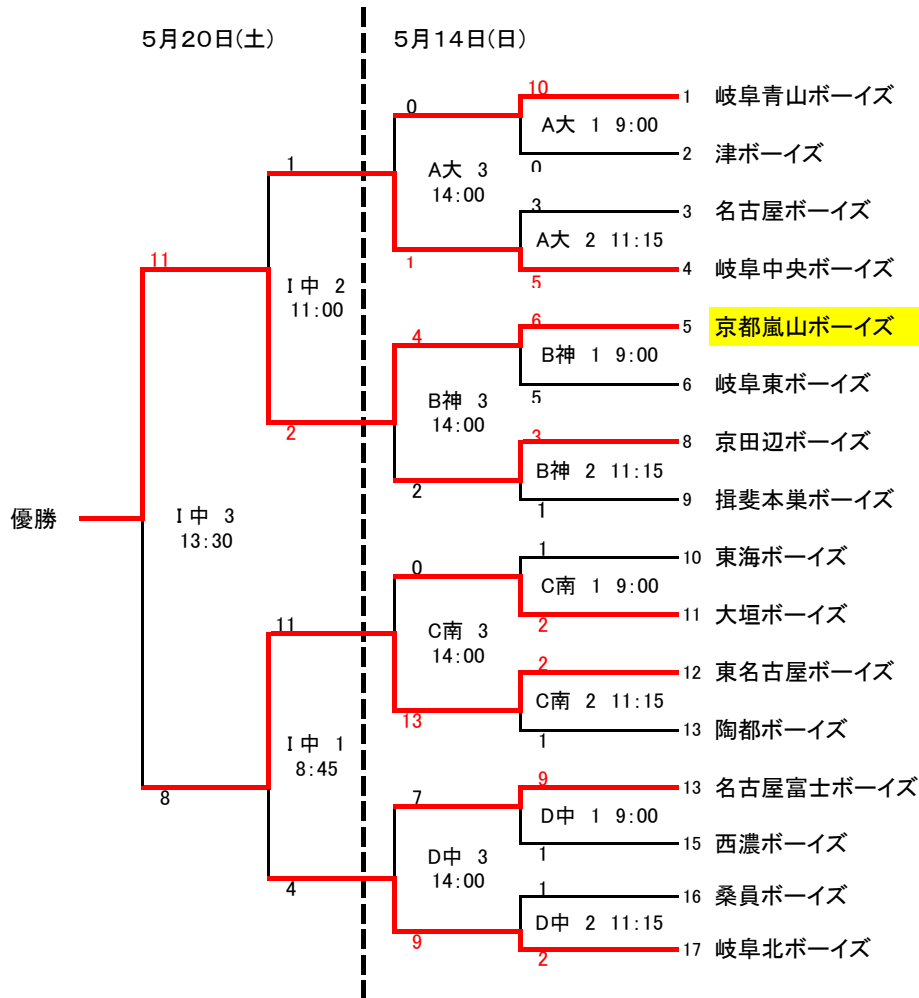 5月20日(土)
5月14日(日)
10
1 岐阜青山ボーイズ
0
A大 1 9:00
2 津ボーイズ
0
1
A大 3
14:00
3
3 名古屋ボーイズ
A大 2 11:15
1
5
4 岐阜中央ボーイズ
11
I中 2
11:00
6
5 京都嵐山ボーイズ
4
B神 1 9:00
5
6 岐阜東ボーイズ
B神 3
14:00
2
3
8 京田辺ボーイズ
B神 2 11:15
2
1
9 揖斐本巣ボーイズ
優勝
I中 3
13:30
1
10 東海ボーイズ
0
C南 1 9:00
2
11 大垣ボーイズ
11
C南 3
14:00
2
12 東名古屋ボーイズ
C南 2 11:15
13
1
13 陶都ボーイズ
I中 1
8:45
8
9
13 名古屋富士ボーイズ
7
D中 1 9:00
1
15 西濃ボーイズ
D中 3
14:00
4
1
16 桑員ボーイズ
D中 2 11:15
9
2
17 岐阜北ボーイズ